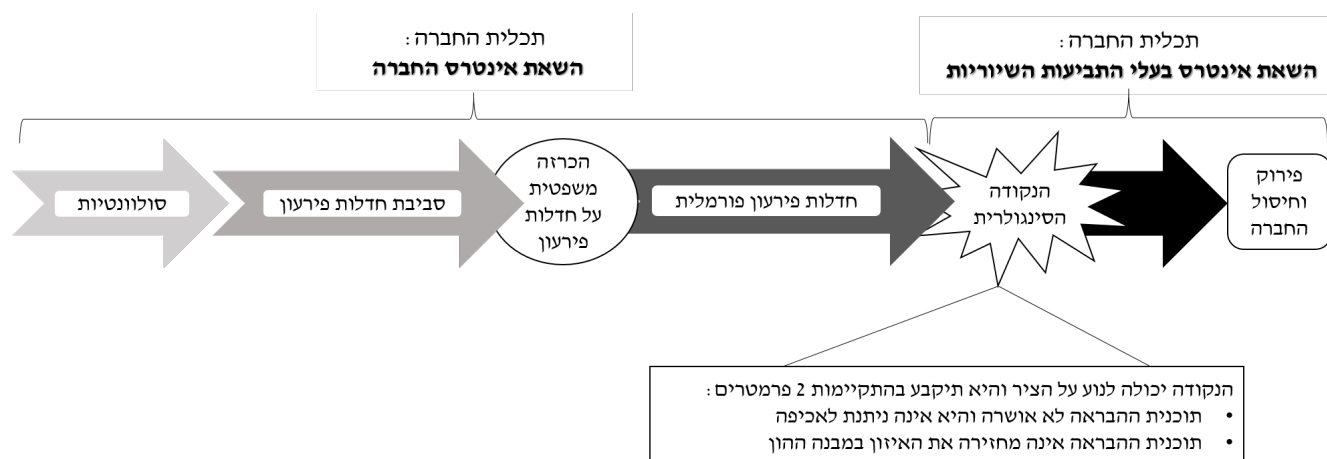 תכלית החברה:
השאת אינטרס החברה
תכלית החברה:
השאת אינטרס בעלי התביעות השיוריות
סולוונטיות
סביבת חדלות פירעון
הכרזה
משפטית
על חדלות
פירעון
חדלות פירעון פורמלית
הנקודה
הסינגולרית
פירוק
וחיסול
החברה
הנקודה יכולה לנוע על הציר והיא תיקבע בהתקיימות 2 פרמטרים:
• תוכנית ההבראה לא אושרה והיא אינה ניתנת לאכיפה
• תוכנית ההבראה אינה מחזירה את האיזון במבנה ההון